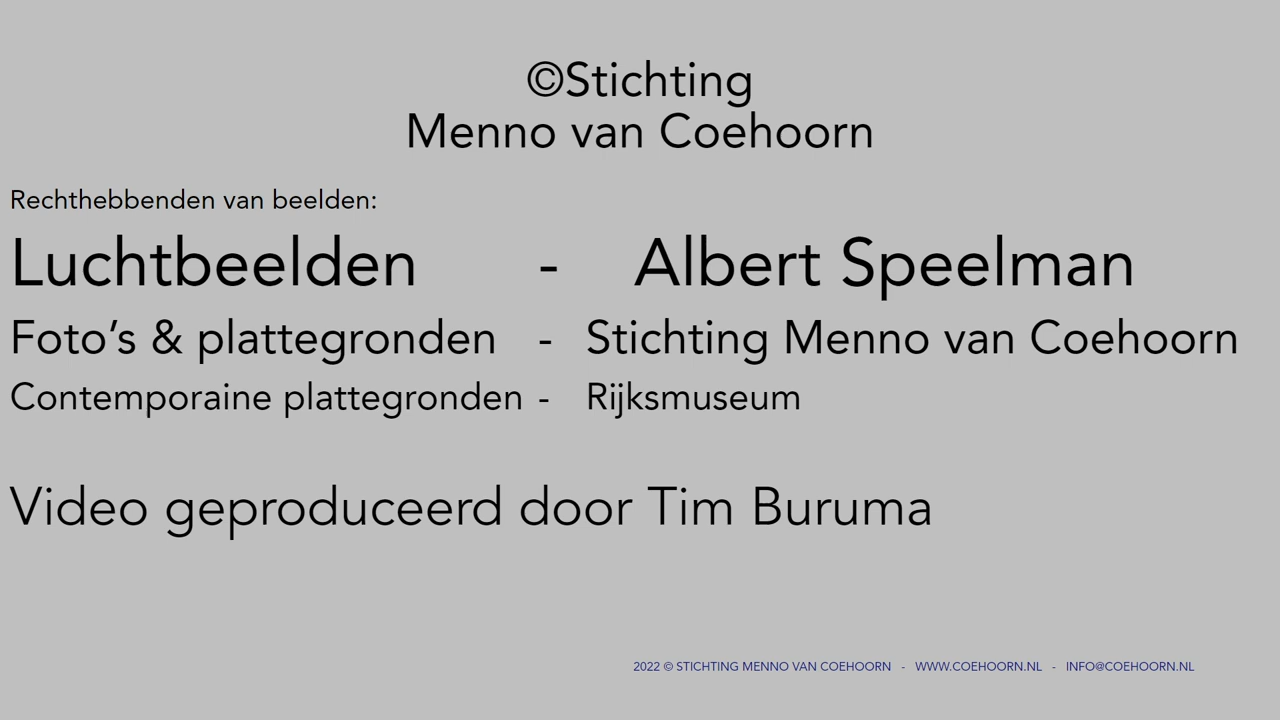 ©Stichting
Menno van Coehoorn
Rechthebbenden van beelden:
Luchtbeelden - Albert Speelman
Foto’s & plattegronden - Stichting Menno van Coehoorn
Contemporaine plattegronden - Rijksmuseum
Video geproduceerd door Tim Buruma
2022 © STICHTING MENNO VAN COEHOORN - WWW.COEHOORN.NL - INFO@COEHOORN.NL